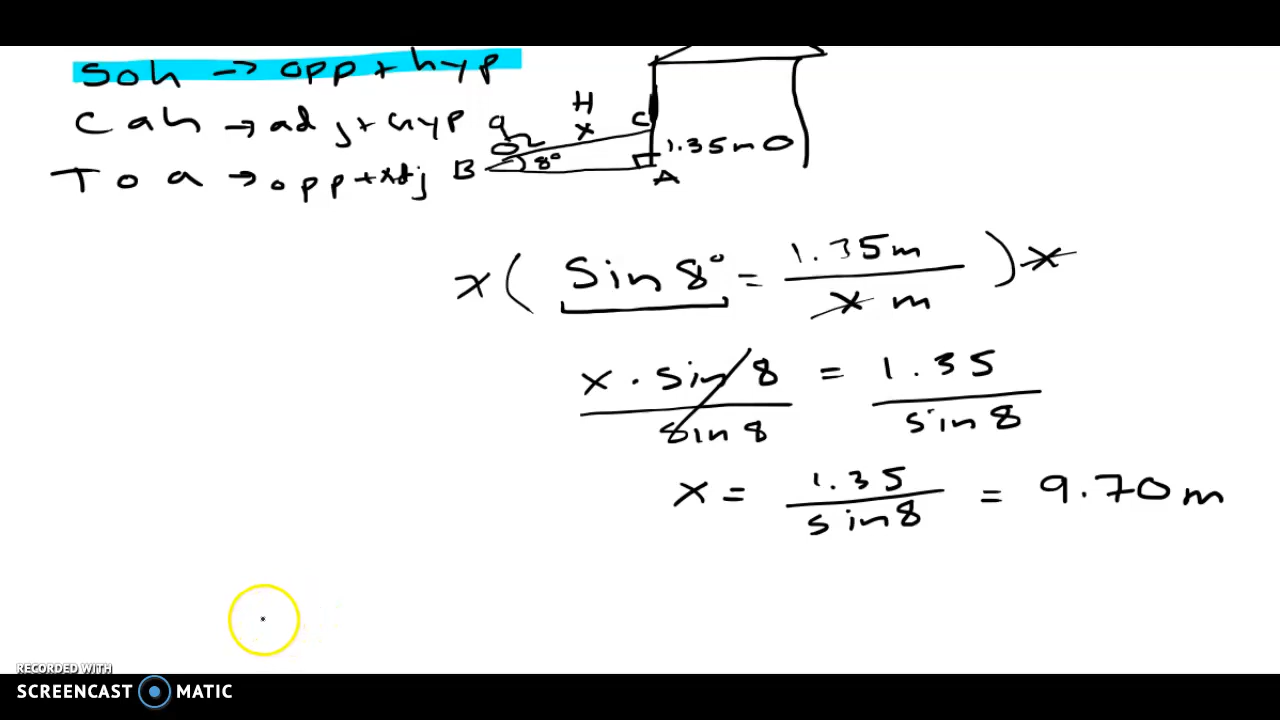 Soh → opp + hyp
Cah → adj + hyp
Toa → opp + adj
H
x
C
B
8°
1.35m O
A
x ( Sin 8° = 1.35m / x m ) x
x · sin 8 / sin 8 = 1.35 / sin 8
x = 1.35 / sin 8 = 9.70 m
RECORDED WITH
SCREENCAST MATIC